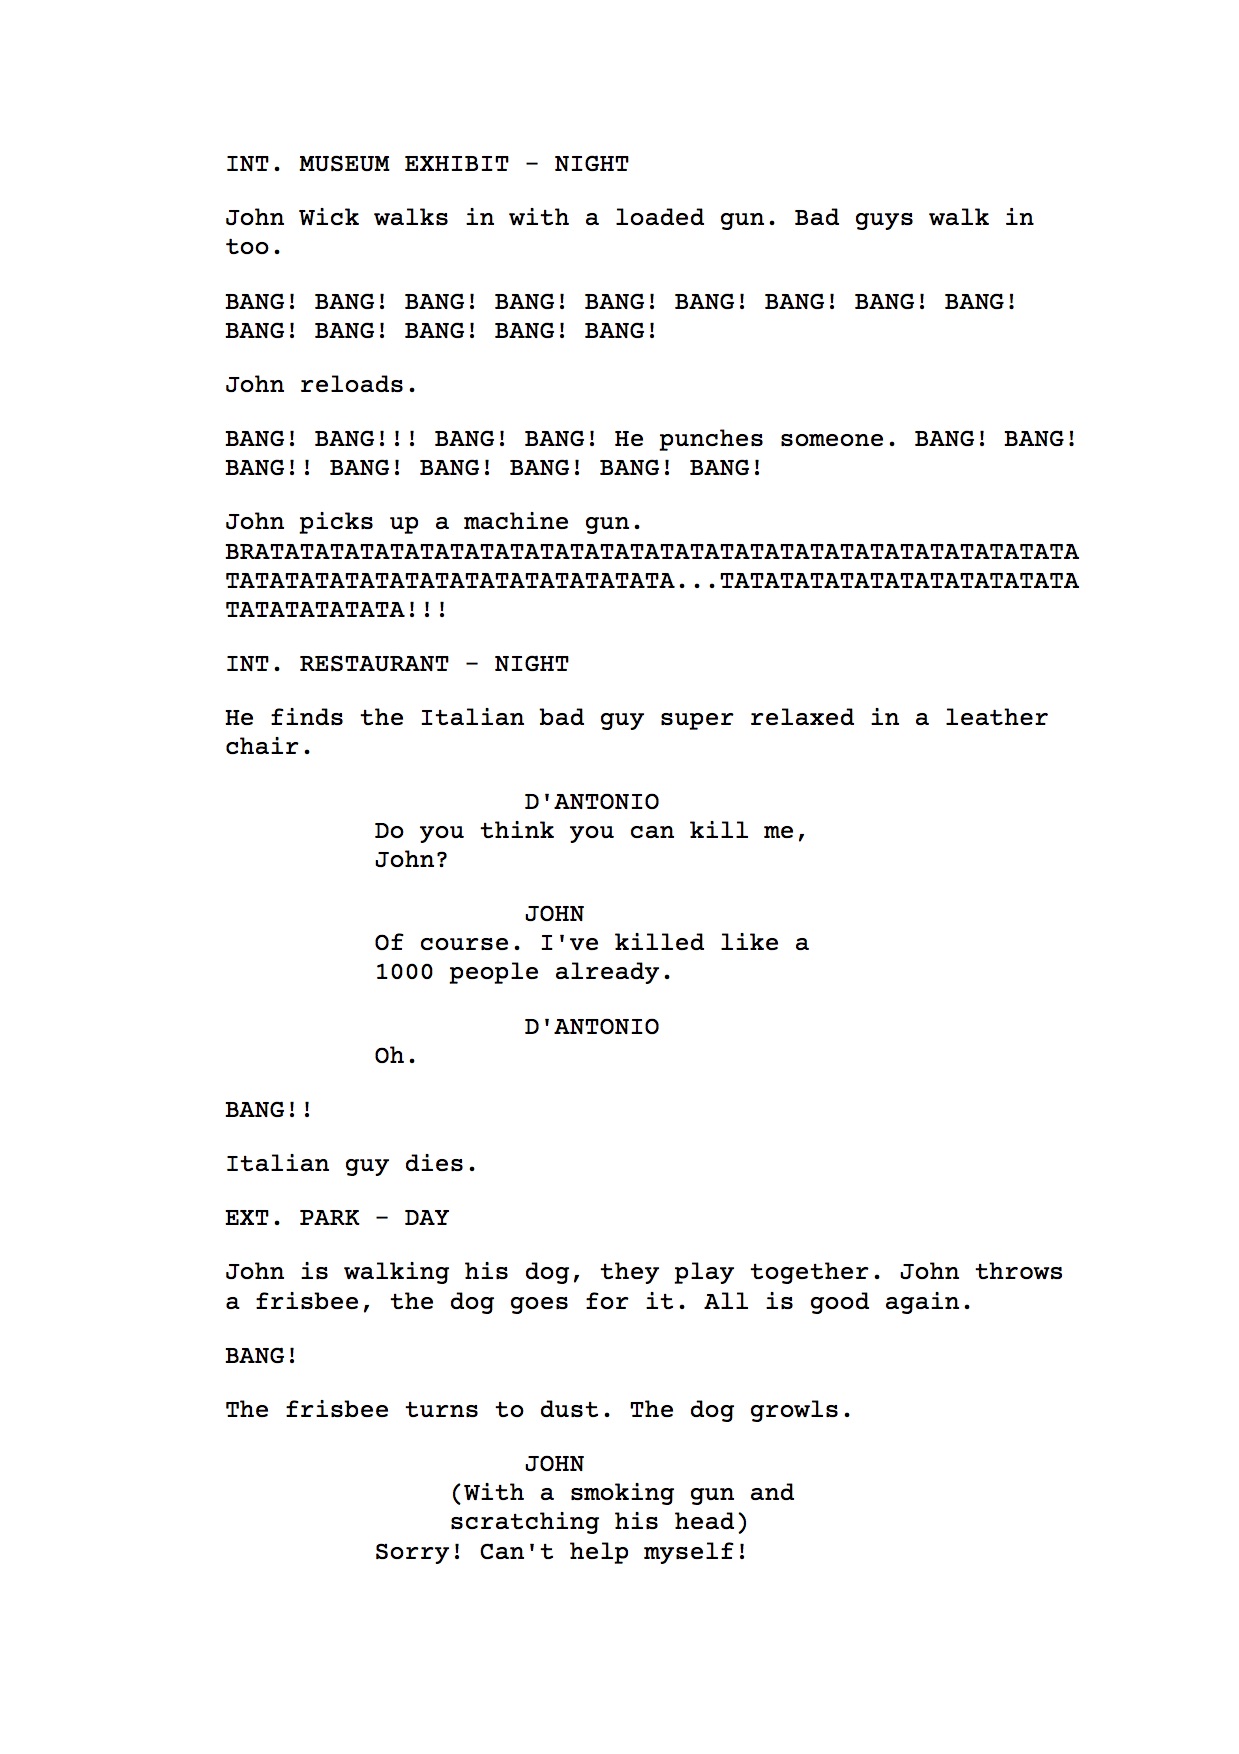 INT. MUSEUM EXHIBIT - NIGHT
John Wick walks in with a loaded gun. Bad guys walk in
too.
BANG! BANG! BANG! BANG! BANG! BANG! BANG! BANG! BANG!
BANG! BANG! BANG! BANG! BANG!
John reloads.
BANG! BANG!!! BANG! BANG! He punches someone. BANG! BANG!
BANG!! BANG! BANG! BANG! BANG! BANG!
John picks up a machine gun.
BRATATATATATATATATATATATATATATATATATATATATATATATATATATATA
TATATATATATATATATATATATATATATA...TATATATATATATATATATATATA
TATATATATATA!!!
INT. RESTAURANT - NIGHT
He finds the Italian bad guy super relaxed in a leather
chair.
D'ANTONIO
Do you think you can kill me,
John?
JOHN
Of course. I've killed like a
1000 people already.
D'ANTONIO
Oh.
BANG!!
Italian guy dies.
EXT. PARK - DAY
John is walking his dog, they play together. John throws
a frisbee, the dog goes for it. All is good again.
BANG!
The frisbee turns to dust. The dog growls.
JOHN
(With a smoking gun and
scratching his head)
Sorry! Can't help myself!